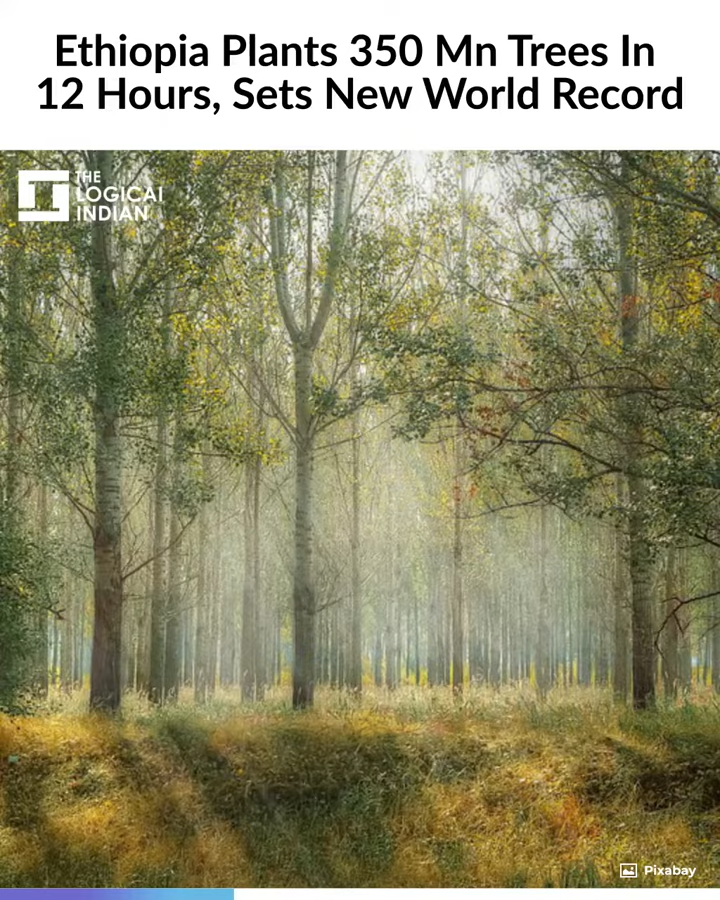 Ethiopia Plants 350 Mn Trees In
12 Hours, Sets New World Record
THE
LOGICAL
INDIAN
Pixabay